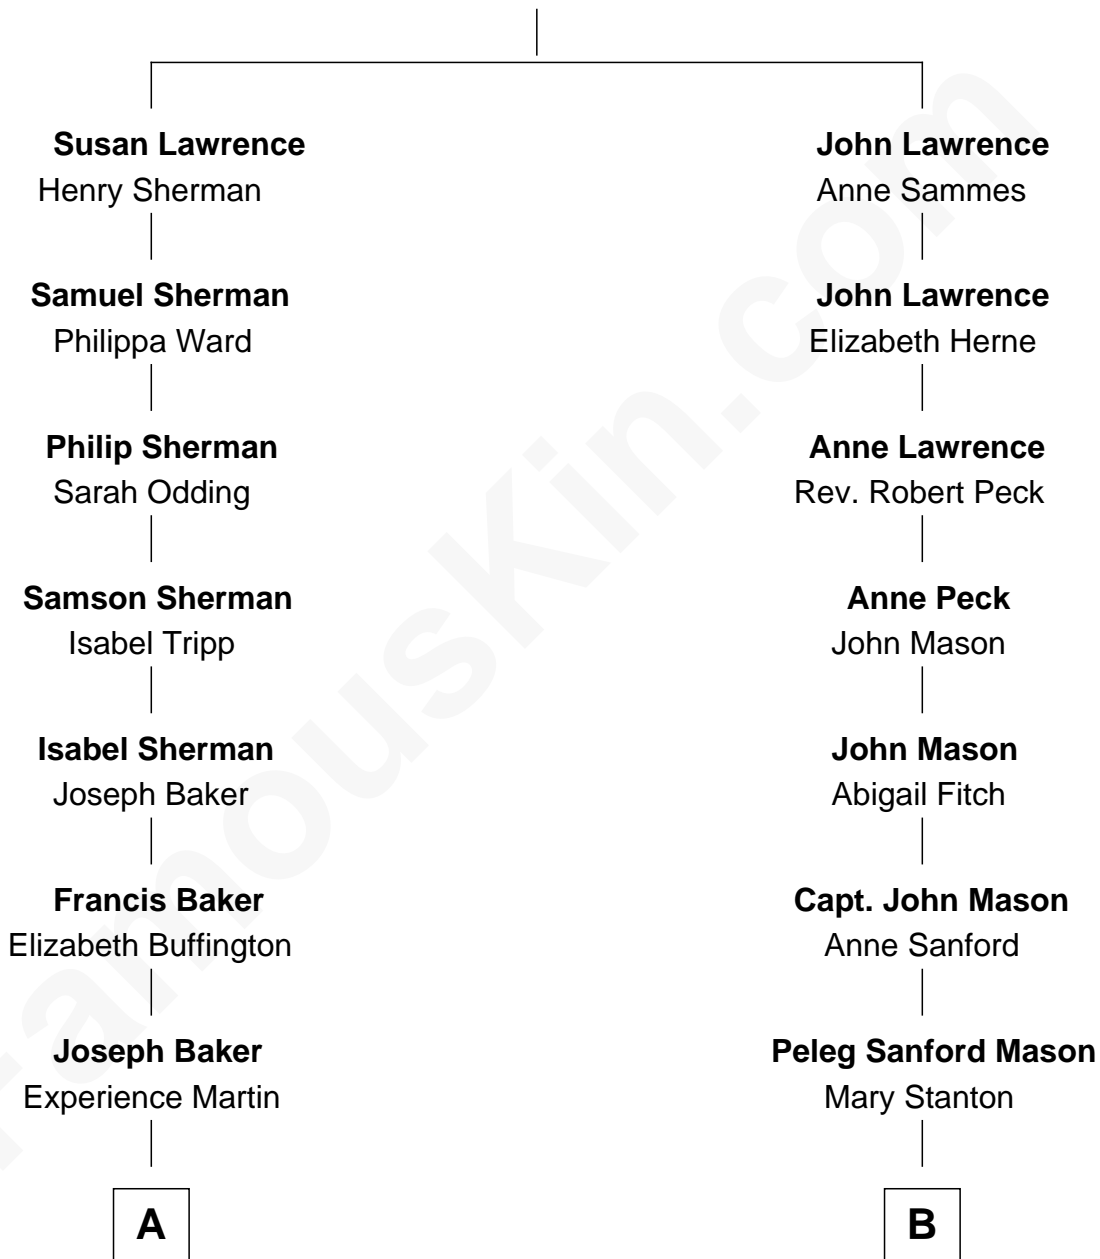 Susan Lawrence
Henry Sherman
Samuel Sherman
Philippa Ward
Philip Sherman
Sarah Odding
Samson Sherman
Isabel Tripp
Isabel Sherman
Joseph Baker
Francis Baker
Elizabeth Buffington
Joseph Baker
Experience Martin
A
John Lawrence
Anne Sammes
John Lawrence
Elizabeth Herne
Anne Lawrence
Rev. Robert Peck
Anne Peck
John Mason
John Mason
Abigail Fitch
Capt. John Mason
Anne Sanford
Peleg Sanford Mason
Mary Stanton
B
FamousKin.com